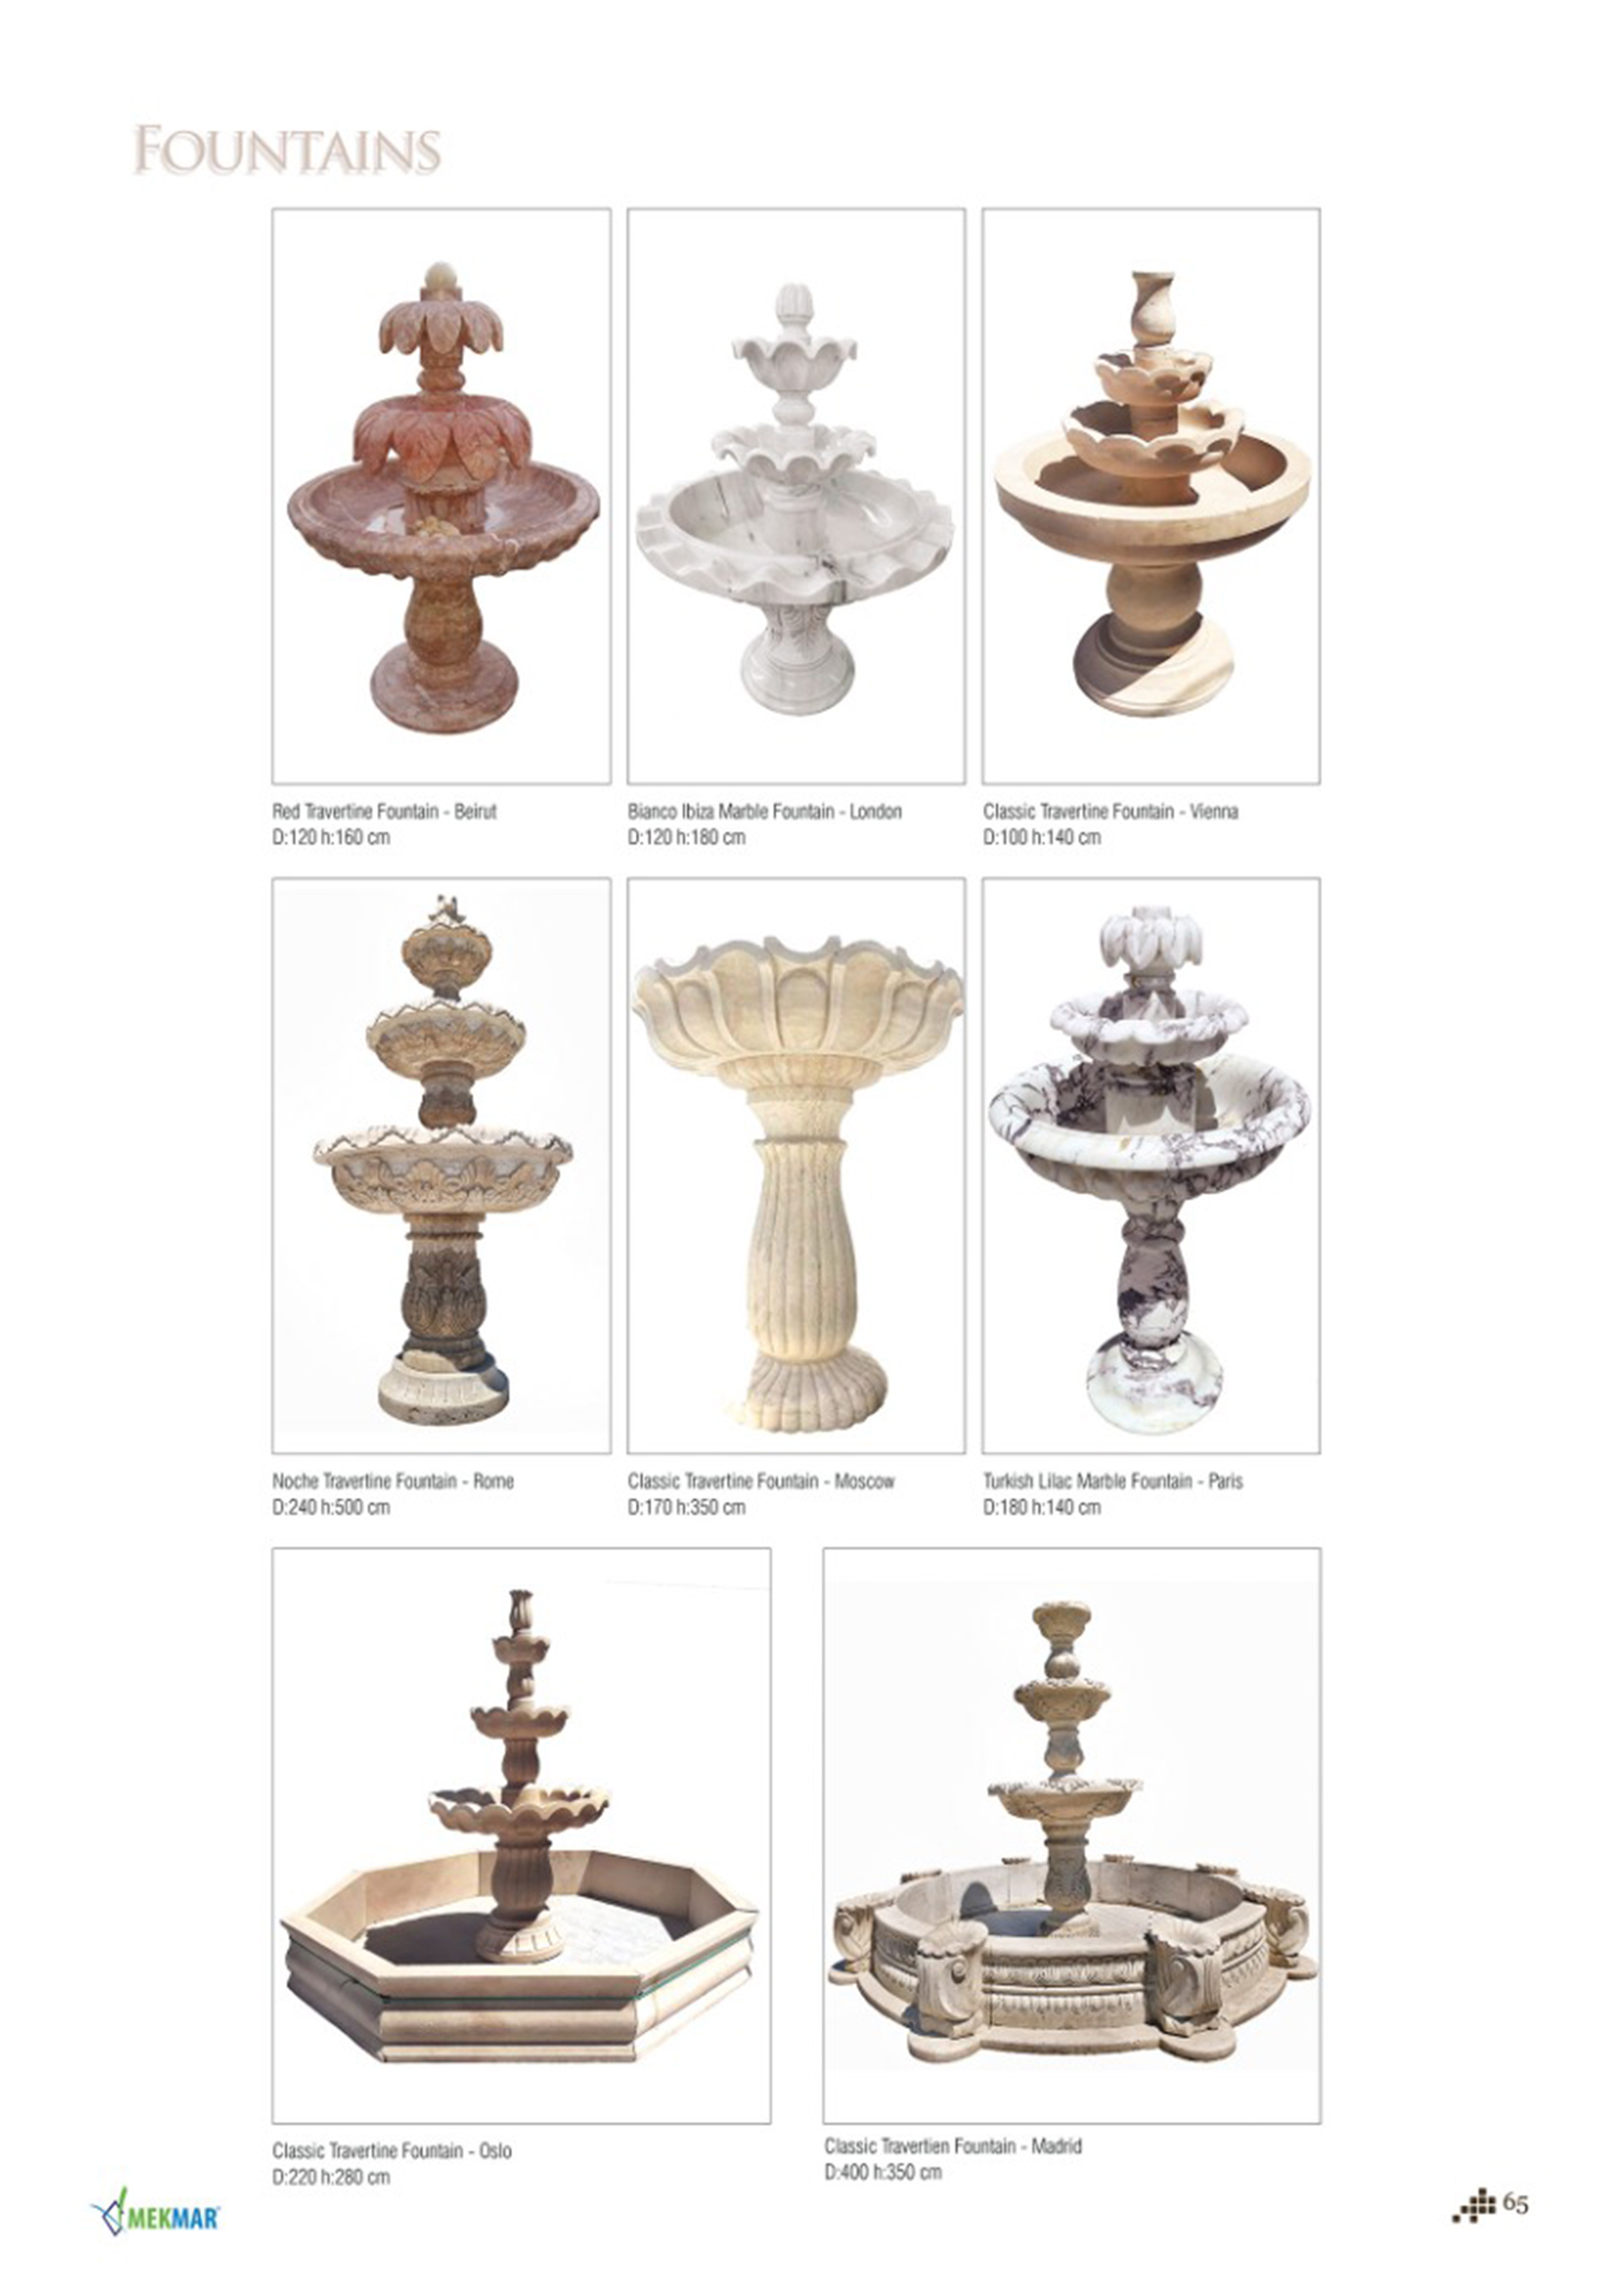 FOUNTAINS
Red Travertine Fountain - Beirut
D:120 h:160 cm
Bianco Ibiza Marble Fountain - London
D:120 h:180 cm
Classic Travertine Fountain - Vienna
D:100 h:140 cm
Noche Travertine Fountain - Rome
D:240 h:500 cm
Classic Travertine Fountain - Moscow
D:170 h:350 cm
Turkish Lilac Marble Fountain - Paris
D:180 h:140 cm
Classic Travertine Fountain - Oslo
D:220 h:280 cm
Classic Travertien Fountain - Madrid
D:400 h:350 cm
MEKMAR
65